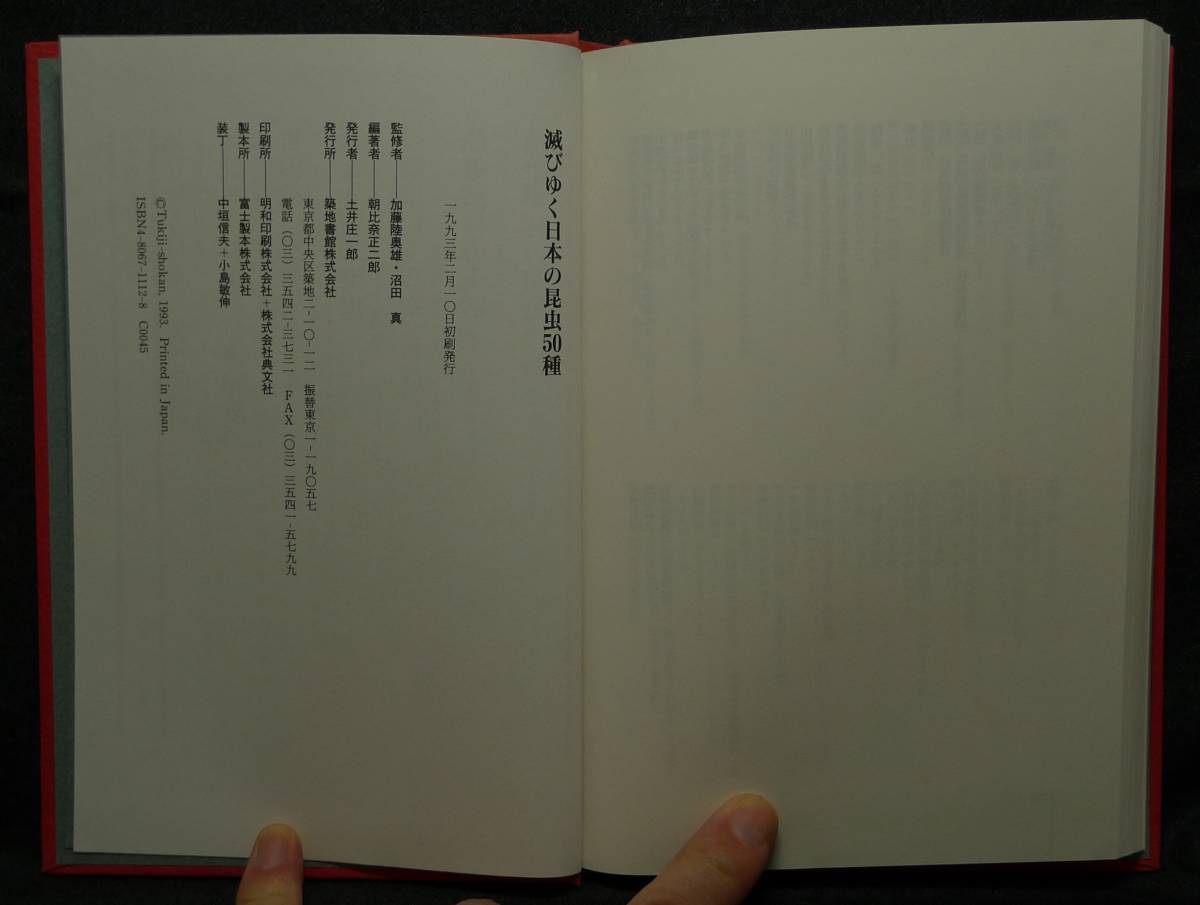 滅びゆく日本の昆虫50種
一九九三年二月一〇日初刷発行
監修者――加藤陸奥雄・沼田 真
編著者――朝比奈正二郎
発行者――土井庄一郎
発行所――築地書館株式会社
東京都中央区築地二-一〇-一二 振替東京一-一九〇五七
電話(〇三)三五四二-三七三一 FAX(〇三)三五四一-五七九九
印刷所――明和印刷株式会社+株式会社典文社
製本所――富士製本株式会社
装丁――中垣信夫+小島敏伸
©Tukiji-shokan, 1993. Printed in Japan.
ISBN4-8067-1112-8 C0045